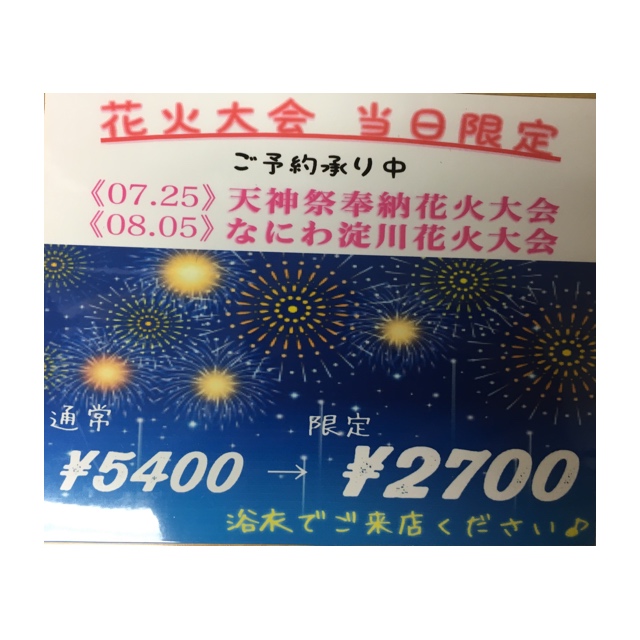 花火大会 当日限定
ご予約承り中
《07.25》天神祭奉納花火大会
《08.05》なにわ淀川花火大会
通常 限定
¥5400 → ¥2700
浴衣でご来店ください♪